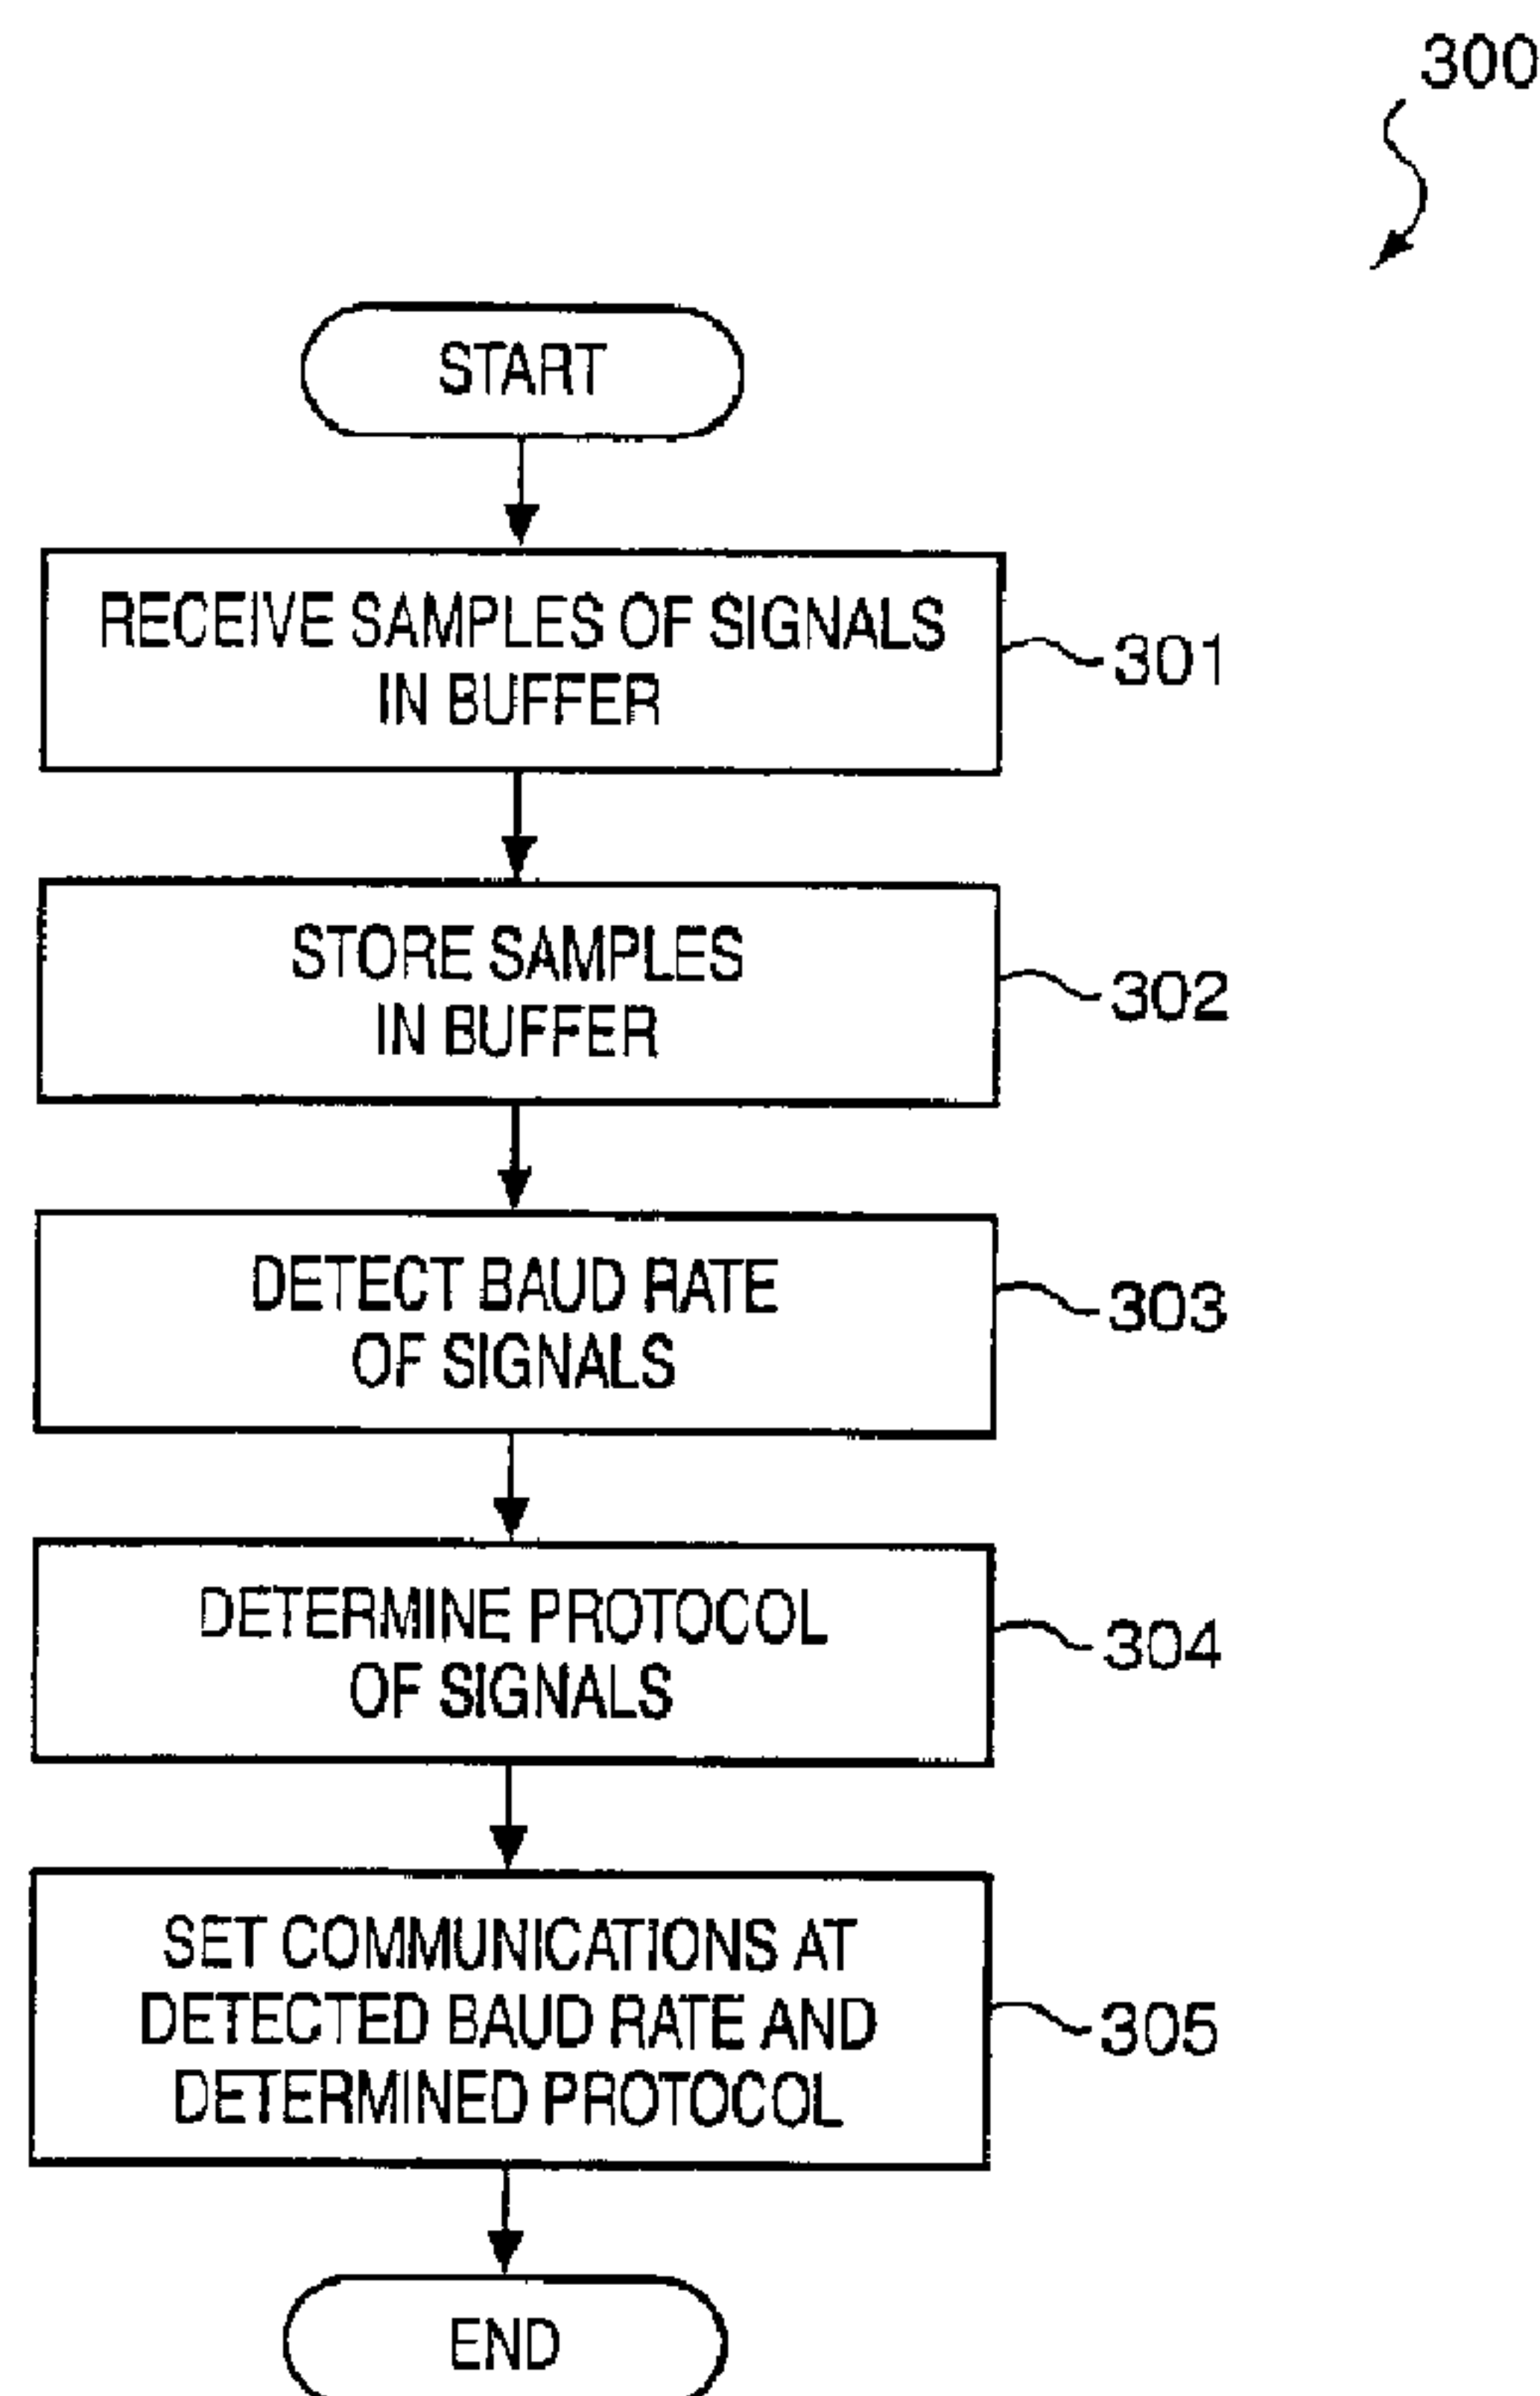 300
START
RECEIVE SAMPLES OF SIGNALS
IN BUFFER
301
STORE SAMPLES
IN BUFFER
302
DETECT BAUD RATE
OF SIGNALS
303
DETERMINE PROTOCOL
OF SIGNALS
304
SET COMMUNICATIONS AT
DETECTED BAUD RATE AND
DETERMINED PROTOCOL
305
END